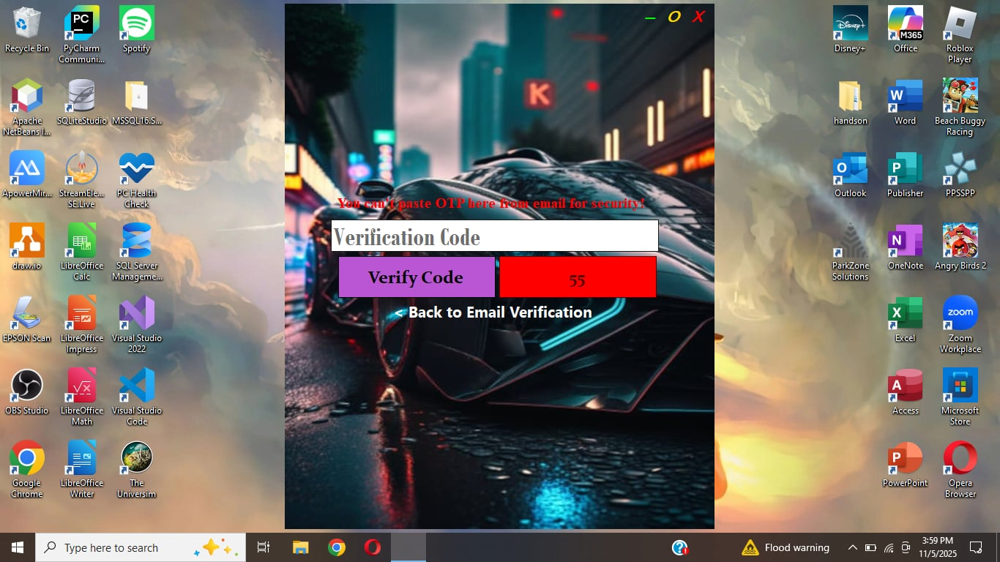 Recycle Bin
PyCharm
Communi...
Spotify
Apache
NetBeans I...
SQLiteStudio
MSSQL16.S...
ApowerMir...
StreamEle...
SE.Live
PC Health
Check
draw.io
LibreOffice
Calc
SQL Server
Manageme...
EPSON Scan
LibreOffice
Impress
Visual Studio
2022
OBS Studio
LibreOffice
Math
Visual Studio
Code
Google
Chrome
LibreOffice
Writer
The
Universim
PC
– O X
K
You can't paste OTP here from email for security!
Verification Code
Verify Code
55
< Back to Email Verification
Disney+
Disney+
M365
Office
Roblox
Player
handson
W
Word
Beach Buggy
Racing
O
Outlook
P
Publisher
PPSSPP
ParkZone
Solutions
N
OneNote
Angry Birds 2
X
Excel
zoom
Zoom
Workplace
A
Access
Microsoft
Store
P
PowerPoint
Opera
Browser
Type here to search
Flood warning
3:59 PM
11/5/2025